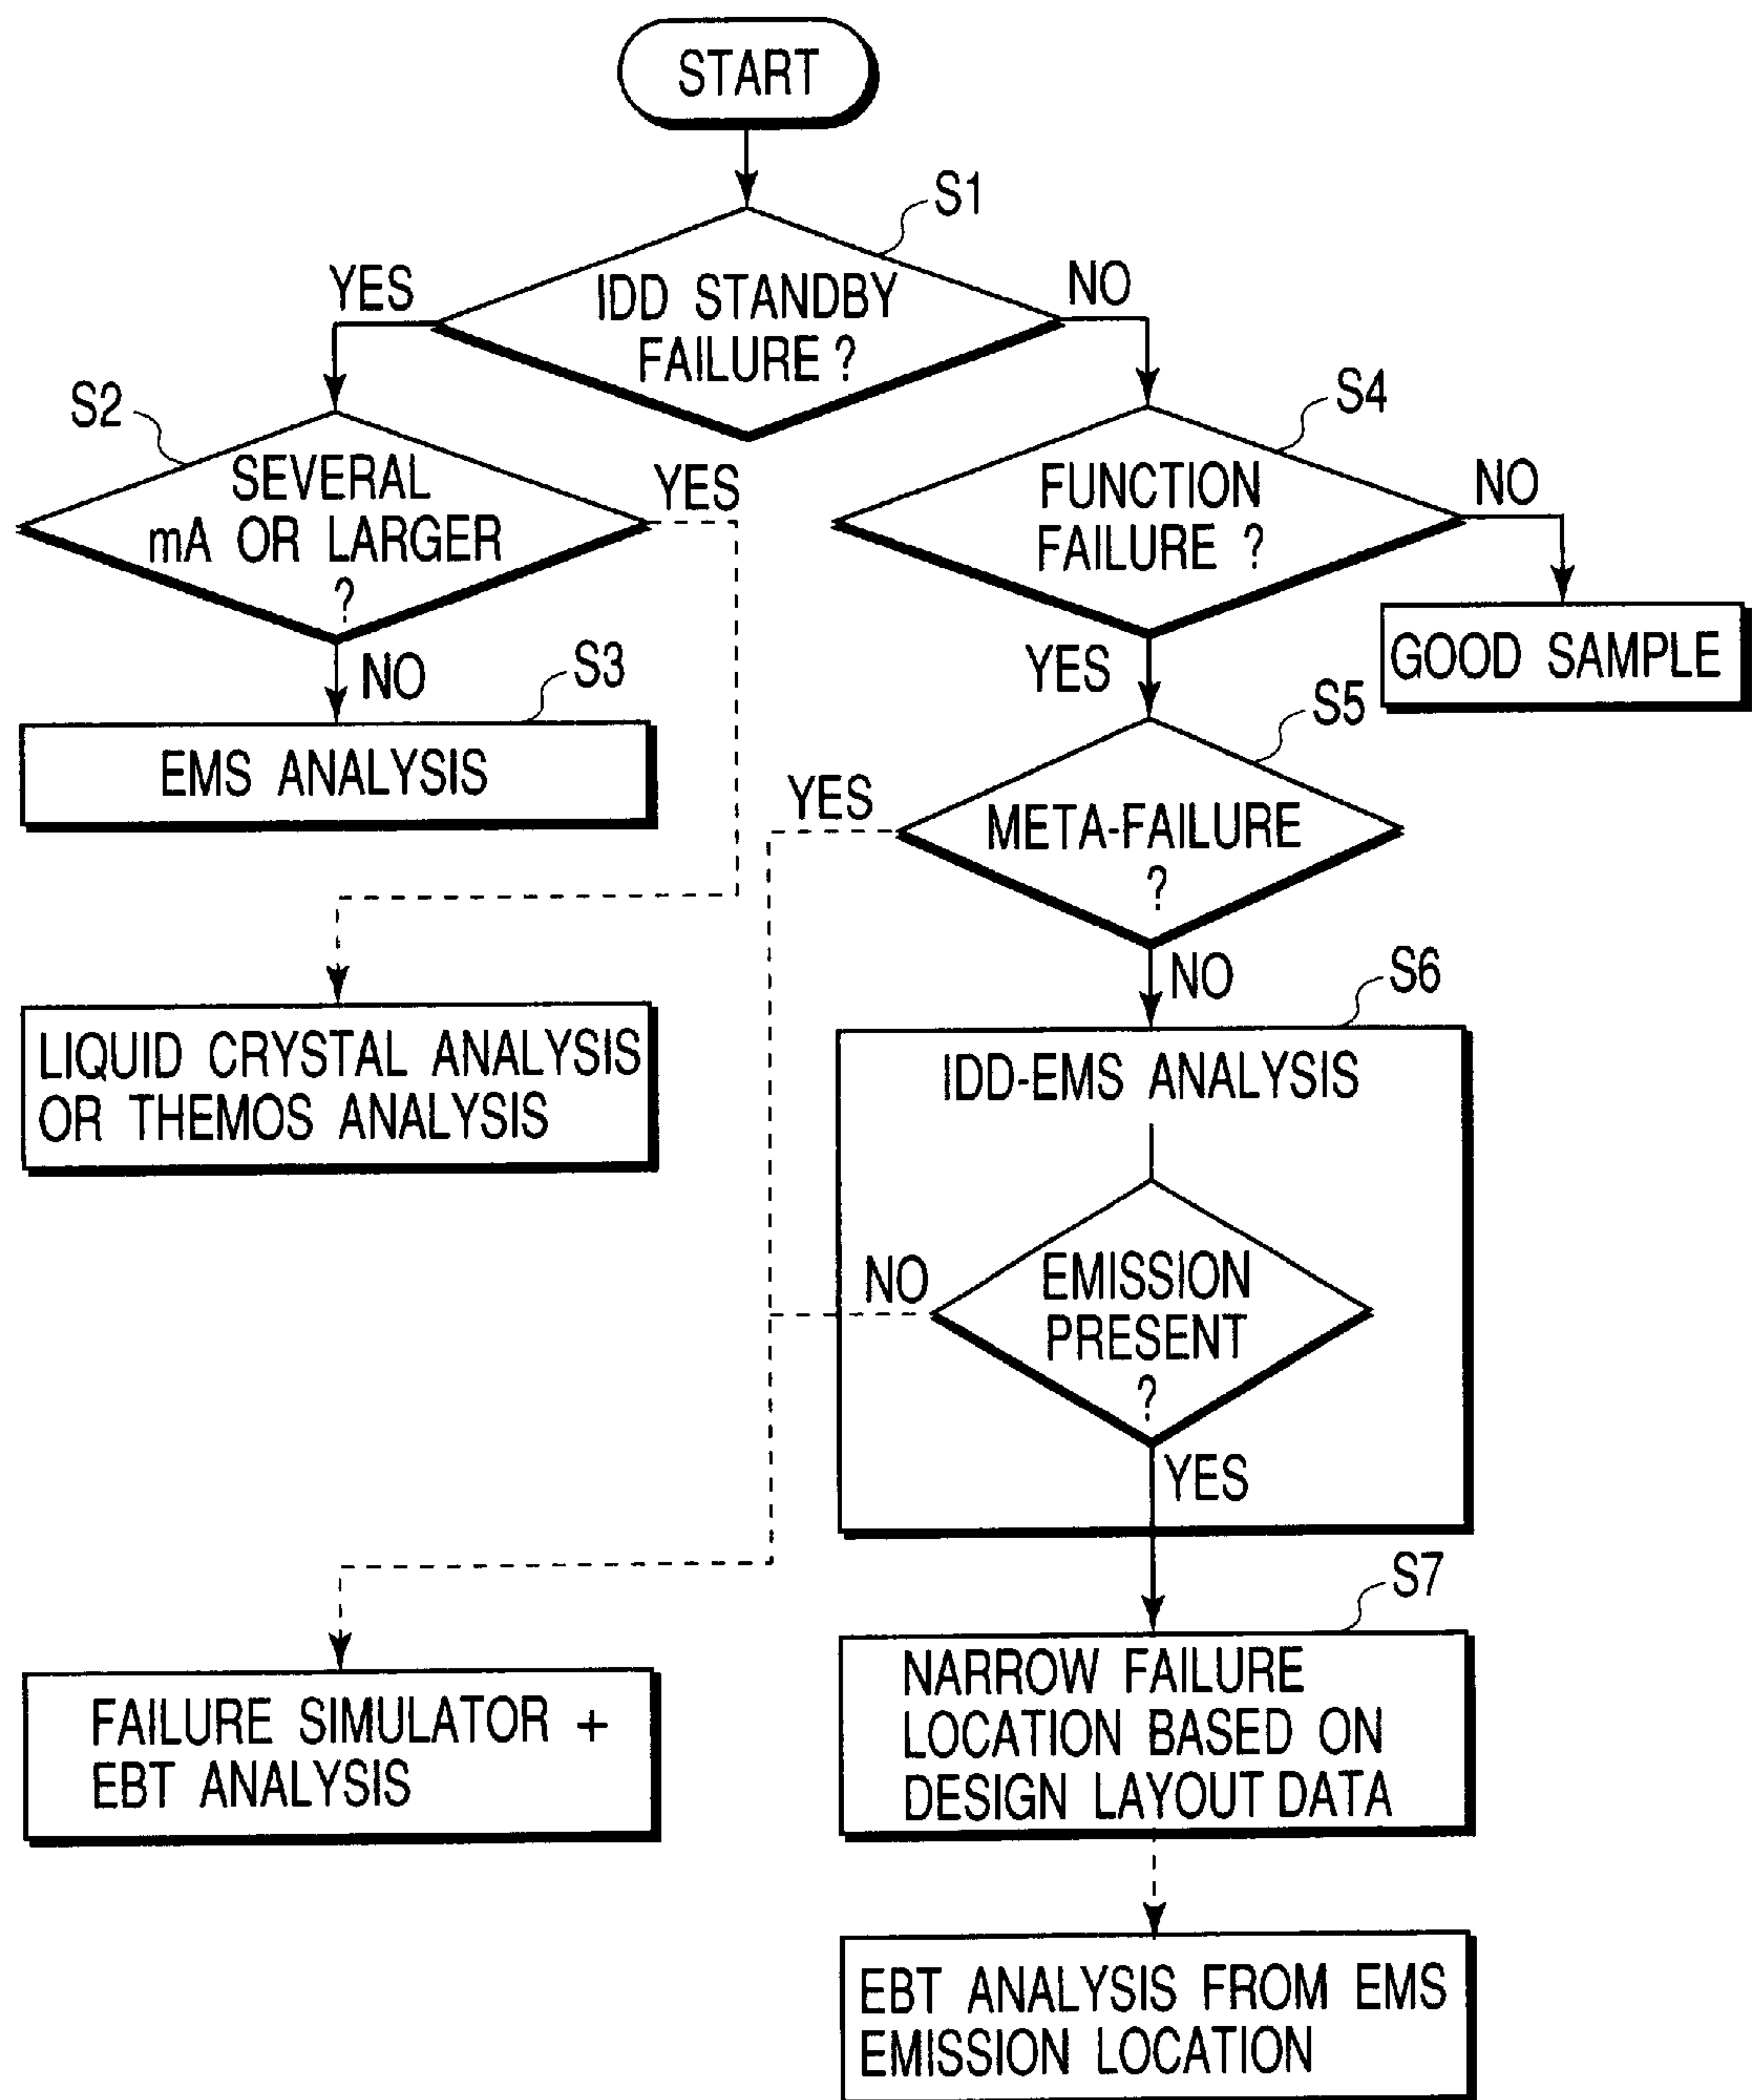 START
S1
YES
IDD STANDBY
FAILURE ?
NO
S2
SEVERAL
mA OR LARGER
?
YES
S4
FUNCTION
FAILURE ?
NO
GOOD SAMPLE
NO
S3
EMS ANALYSIS
YES
S5
YES
META-FAILURE
?
NO
LIQUID CRYSTAL ANALYSIS
OR THEMOS ANALYSIS
S6
IDD-EMS ANALYSIS
NO
EMISSION
PRESENT
?
YES
S7
FAILURE SIMULATOR +
EBT ANALYSIS
NARROW FAILURE
LOCATION BASED ON
DESIGN LAYOUT DATA
EBT ANALYSIS FROM EMS
EMISSION LOCATION